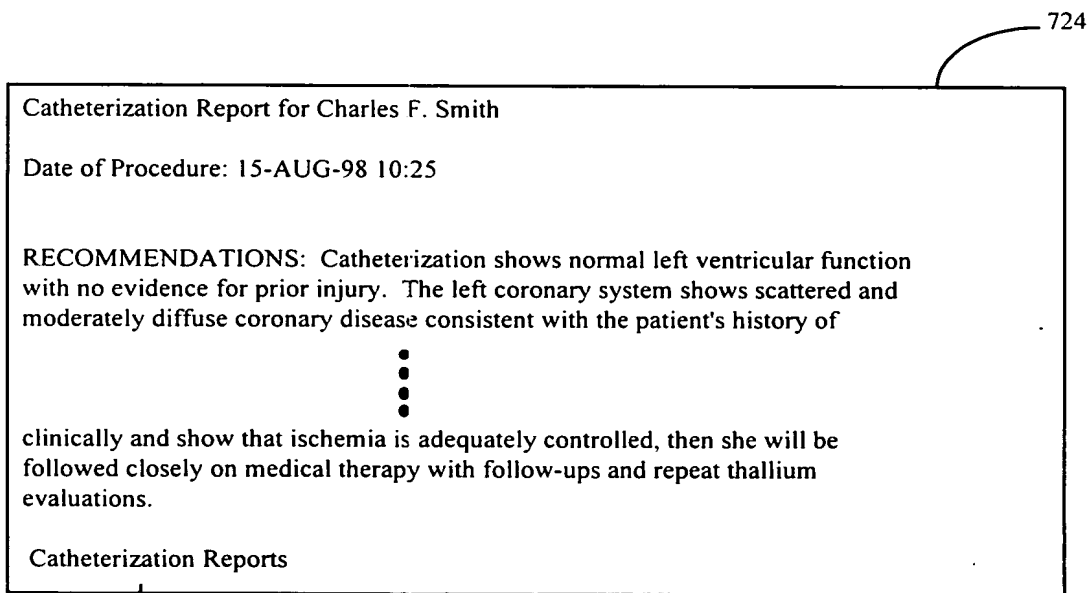 724
Catheterization Report for Charles F. Smith
Date of Procedure: 15-AUG-98 10:25
RECOMMENDATIONS: Catheterization shows normal left ventricular function
with no evidence for prior injury. The left coronary system shows scattered and
moderately diffuse coronary disease consistent with the patient's history of
clinically and show that ischemia is adequately controlled, then she will be
followed closely on medical therapy with follow-ups and repeat thallium
evaluations.
Catheterization Reports